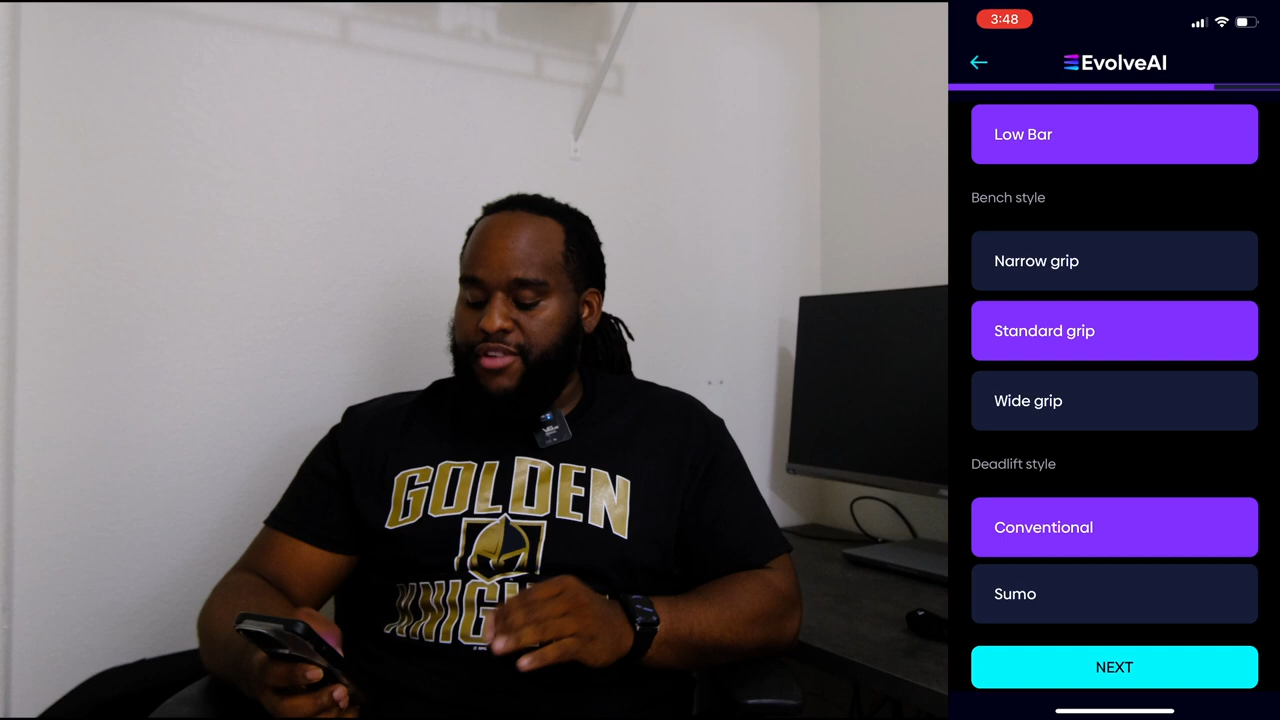 3:48
EvolveAI
Low Bar
Bench style
Narrow grip
Standard grip
Wide grip
Deadlift style
Conventional
Sumo
NEXT
GOLDEN